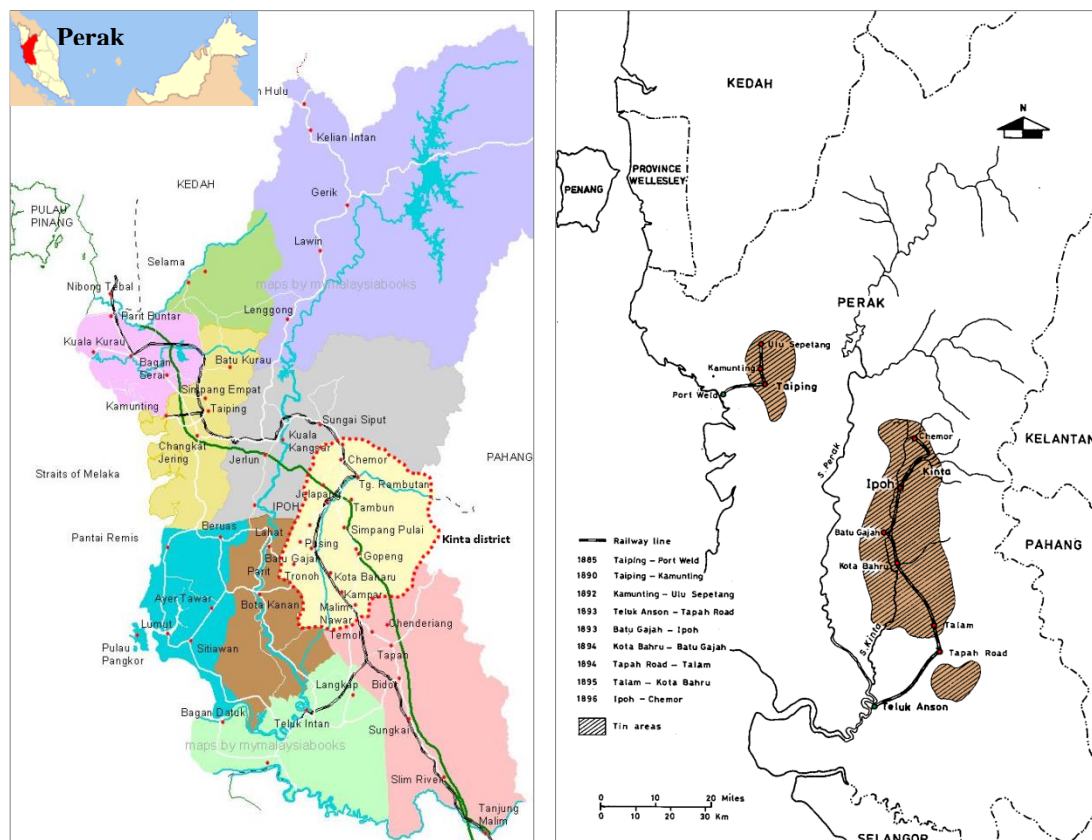 Perak
n Hulu
Kelian Intan
KEDAH
Gerik
PULAU
PINANG
Lawin
Selama
maps by mymalaysiabooks
Nibong Tebal
Lenggong
Parit Buntar
Kuala Kurau
Bagan
Serai
Batu Kurau
Simpang Empat
Kamunting
Taiping
Sungai Siput
Changkat
Jering
Kuala
Kangsar
Jerlun
Chemor
PAHANG
Straits of Melaka
Tg. Rambutan
Jelapang
IPOH
Tambun
Pantai Remis
Beruas
Lahat
Simpang Pulai
Kinta district
Pusing
Batu Gajah
Gopeng
Parit
Tronoh
Kota Baharu
Ayer Tawar
Bota Kanan
Kampar
Malim
Nawar
Lumut
Chenderiang
Temoh
Pulau
Pangkor
Sitiawan
Tapah
Langkap
Bidor
Bagan Datuk
Teluk Intan
Sungkai
maps by mymalaysiabooks
Slim River
Tanjung
Malim
KEDAH
N
PROVINCE
WELLESLEY
PENANG
PERAK
Ulu Sepetang
Kamunting
Taiping
Port Weld
Chemor
KELANTAN
S. Perak
Kinta
Ipoh
Batu Gajah
PAHANG
Kota Bahru
S. Kinta
Talam
Tapah Road
Teluk Anson
Railway line
1885 Taiping – Port Weld
1890 Taiping – Kamunting
1892 Kamunting – Ulu Sepetang
1893 Teluk Anson – Tapah Road
1893 Batu Gajah – Ipoh
1894 Kota Bahru – Batu Gajah
1894 Tapah Road – Talam
1895 Talam – Kota Bahru
1896 Ipoh – Chemor
Tin areas
0 10 20 Miles
0 10 20 30 Km
SELANGOR